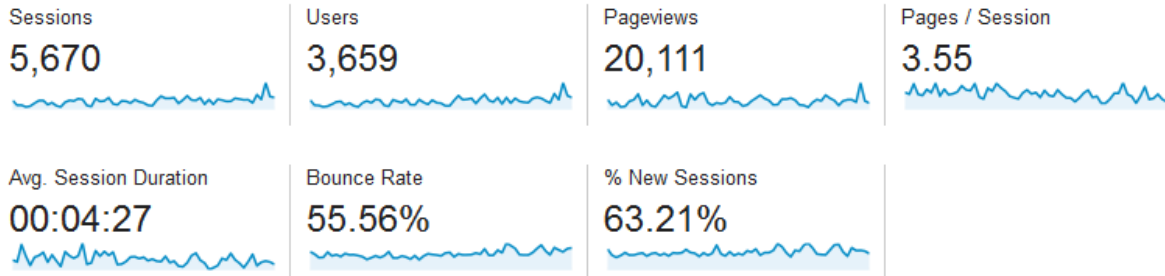 Sessions
5,670
Users
3,659
Pageviews
20,111
Pages / Session
3.55
Avg. Session Duration
00:04:27
Bounce Rate
55.56%
% New Sessions
63.21%